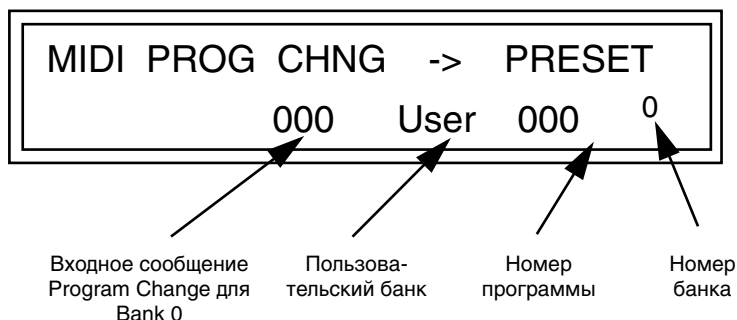 MIDI PROG CHNG -> PRESET
000 User 000 0
Входное сообщение
Program Change для
Bank 0
Пользова-
тельский банк
Номер
программы
Номер
банка